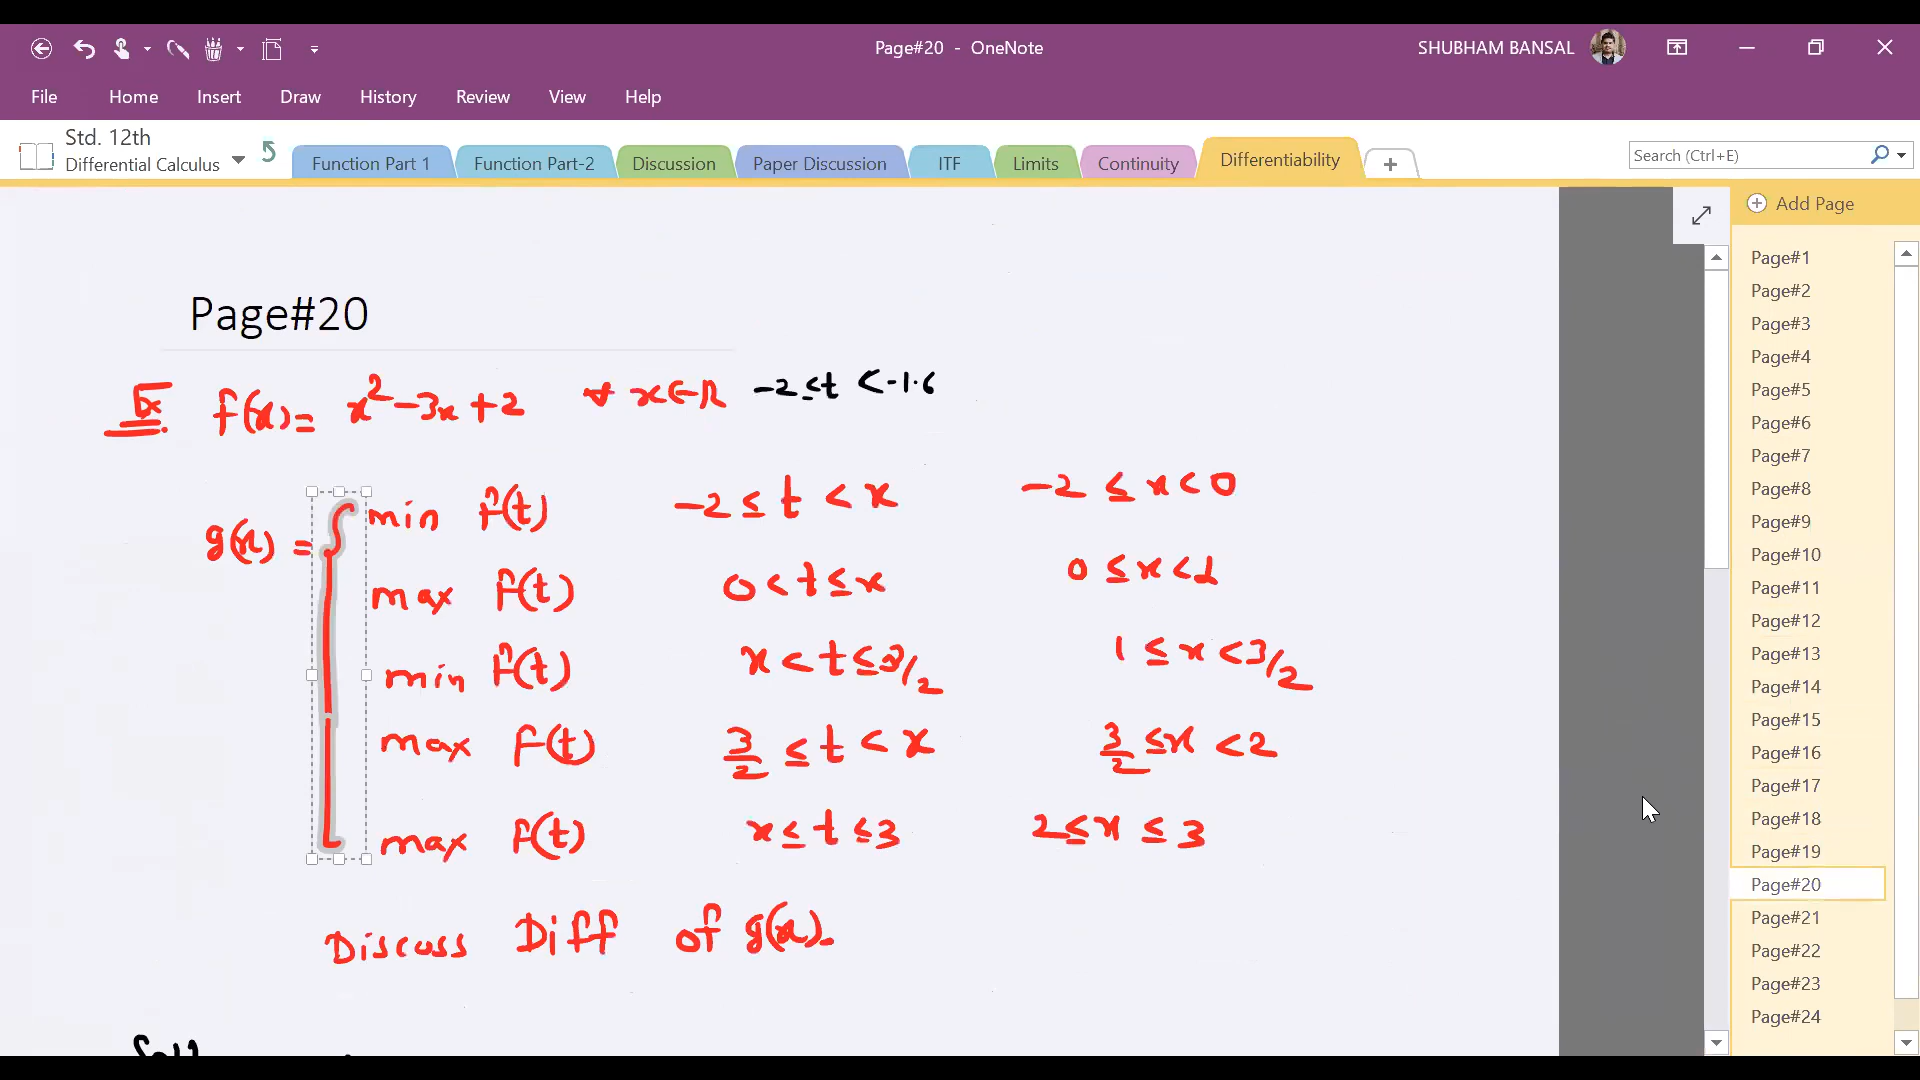 Page#20 - OneNote
SHUBHAM BANSAL
File Home Insert Draw History Review View Help
Std. 12th
Differential Calculus
Function Part 1 Function Part-2 Discussion Paper Discussion ITF Limits Continuity Differentiability
Search (Ctrl+E)
Add Page
Page#1
Page#2
Page#3
Page#4
Page#5
Page#6
Page#7
Page#8
Page#9
Page#10
Page#11
Page#12
Page#13
Page#14
Page#15
Page#16
Page#17
Page#18
Page#19
Page#20
Page#21
Page#22
Page#23
Page#24
Page#20
Ex. f(x) = x² - 3x + 2 ∀ x ∈ R -2 ≤ t < -1.6
g(x) = { min f(t) -2 ≤ t < x -2 ≤ x < 0
max f(t) 0 < t ≤ x 0 ≤ x < 1
min f(t) x < t ≤ 3/2 1 ≤ x < 3/2
max f(t) 3/2 ≤ t < x 3/2 ≤ x < 2
max f(t) x ≤ t ≤ 3 2 ≤ x ≤ 3
Discuss Diff of g(x).